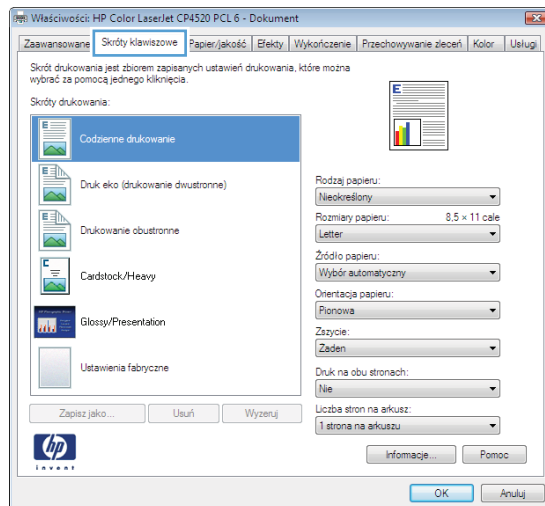 Właściwości: HP Color LaserJet CP4520 PCL 6 - Dokument
Zaawansowane Skróty klawiszowe Papier/jakość Efekty Wykończenie Przechowywanie zleceń Kolor Usługi
Skrót drukowania jest zbiorem zapisanych ustawień drukowania, które można
wybrać za pomocą jednego kliknięcia.
Skróty drukowania:
Codzienne drukowanie
Druk eko (drukowanie dwustronne)
Drukowanie obustronne
Cardstock/Heavy
Glossy/Presentation
Ustawienia fabryczne
Zapisz jako... Usuń Wyzeruj
Rodzaj papieru:
Nieokreślony
Rozmiary papieru: 8,5 × 11 cale
Letter
Źródło papieru:
Wybór automatyczny
Orientacja papieru:
Pionowa
Zszycie:
Żaden
Druk na obu stronach:
Nie
Liczba stron na arkusz:
1 strona na arkuszu
hp
invent
Informacje... Pomoc
OK Anuluj